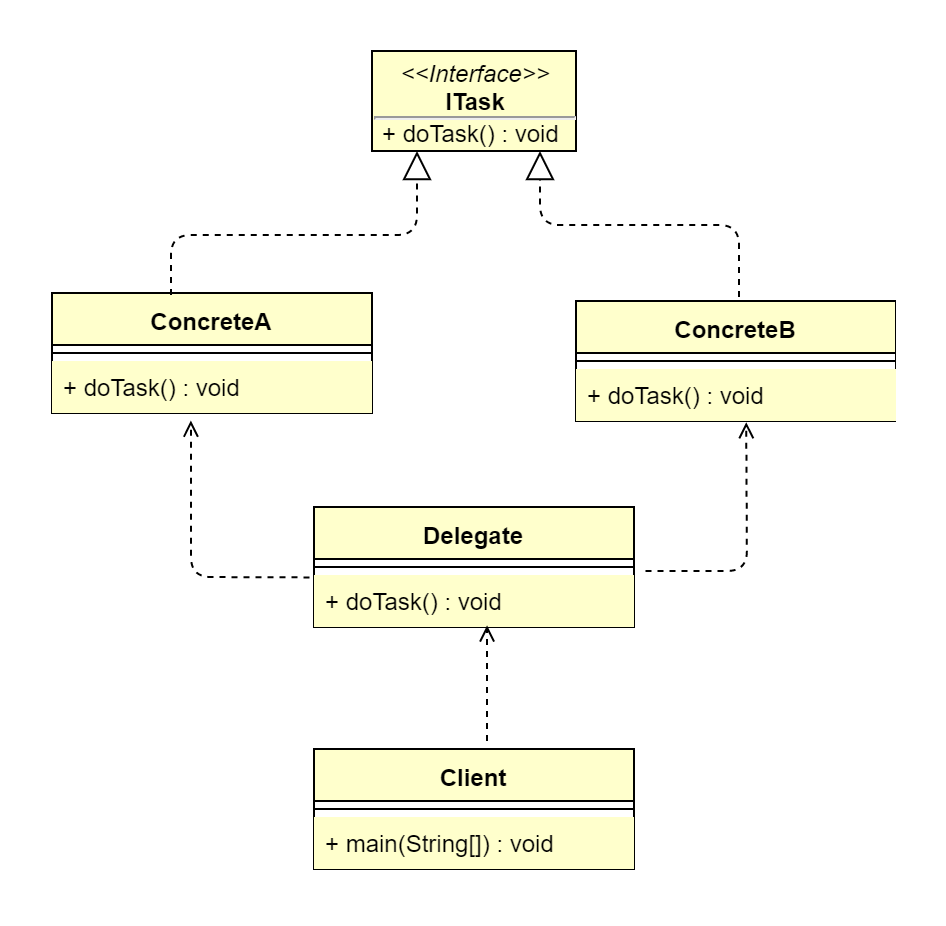 <<Interface>>
ITask
+ doTask() : void
ConcreteA
+ doTask() : void
ConcreteB
+ doTask() : void
Delegate
+ doTask() : void
Client
+ main(String[]) : void